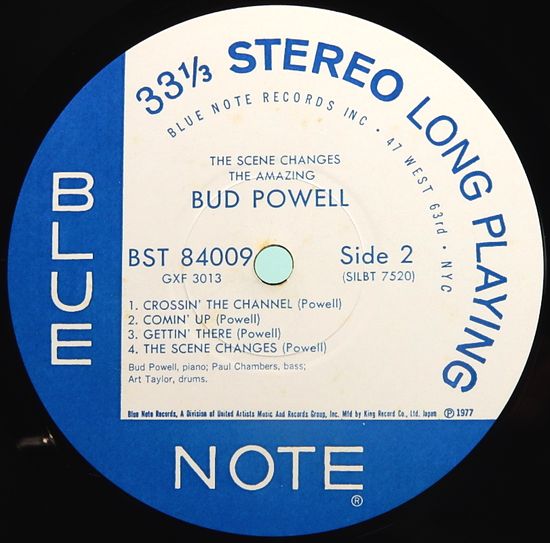 33⅓ STEREO LONG PLAYING
BLUE NOTE RECORDS INC • 47 WEST 63rd • NYC
THE SCENE CHANGES
THE AMAZING
BUD POWELL
BST 84009
Side 2
GXF 3013
(SILBT 7520)
1. CROSSIN' THE CHANNEL (Powell)
2. COMIN' UP (Powell)
3. GETTIN' THERE (Powell)
4. THE SCENE CHANGES (Powell)
Bud Powell, piano; Paul Chambers, bass;
Art Taylor, drums.
Blue Note Records, A Division of United Artists Music And Records Group, Inc. Mfd by King Record Co., Ltd. Japan ℗ 1977
BLUE
NOTE
®